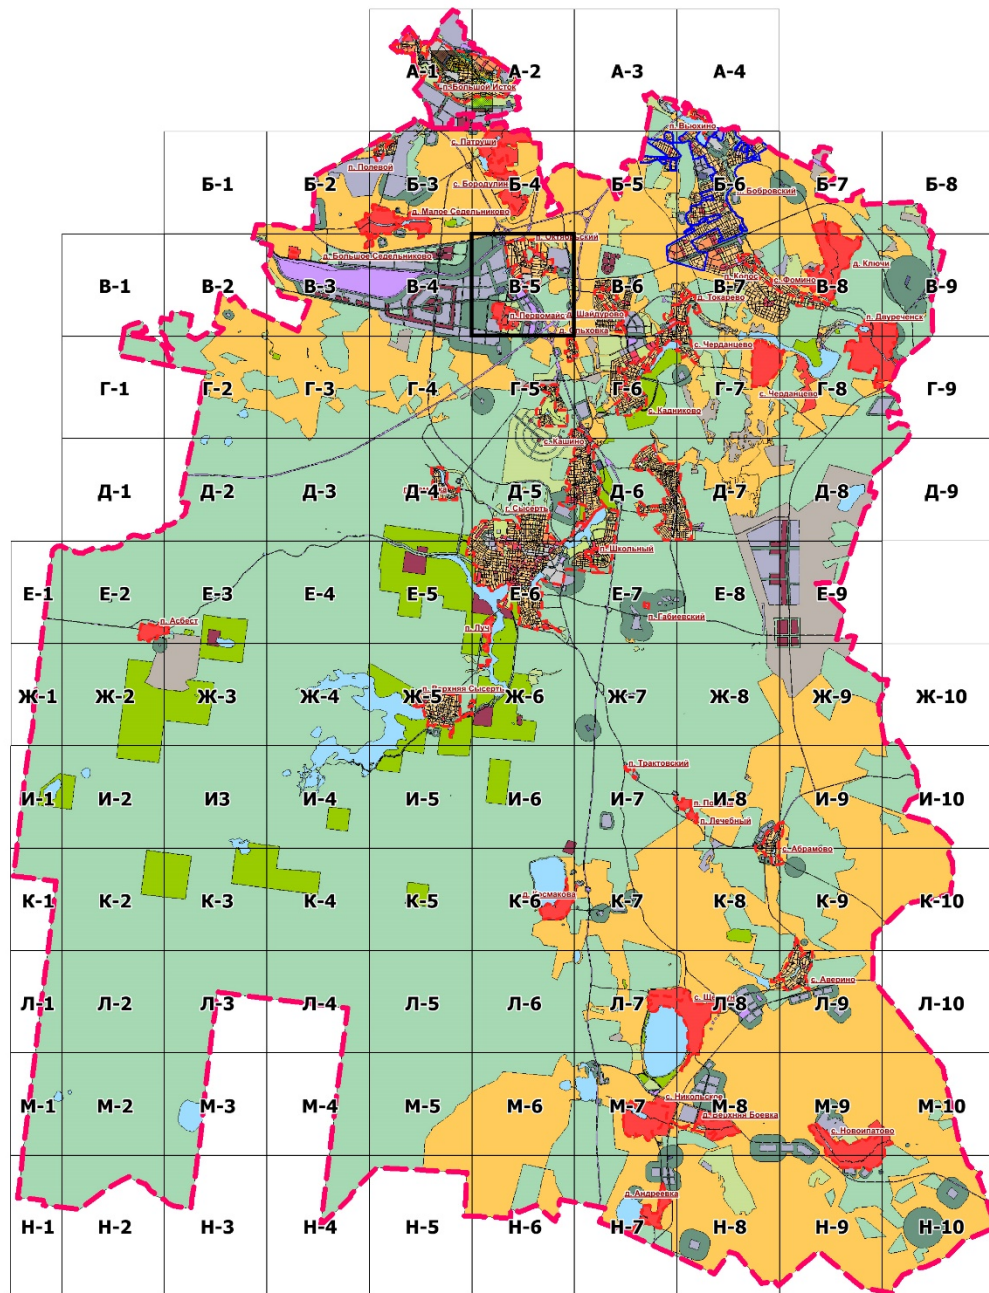 А-1 А-2 А-3 А-4
п. Большой Исток
п. Вьюхино
с. Патруши
п. Полевой
Б-1 Б-2 Б-3 Б-4 Б-5 Б-6 Б-7 Б-8
с. Бородулин
п. Бобровский
д. Малое Седельниково
п. Октябрьский
д. Большое Седельниково
д. Ключи
д. Колос
с. Фомино
В-1 В-2 В-3 В-4 В-5 В-6 В-7 В-8 В-9
д. Токарево
п. Первомайс
д. Шайдурово
п. Двуреченск
с. Черданцево
Г-1 Г-2 Г-3 Г-4 Г-5 Г-6 Г-7 Г-8 Г-9
с. Черданцево
с. Кадниково
с. Кашино
Д-1 Д-2 Д-3 Д-4 Д-5 Д-6 Д-7 Д-8 Д-9
г. Сысерть
п. Школьный
Е-1 Е-2 Е-3 Е-4 Е-5 Е-6 Е-7 Е-8 Е-9
п. Асбест
п. Габиевский
п. Луч
Ж-1 Ж-2 Ж-3 Ж-4 Ж-5 Ж-6 Ж-7 Ж-8 Ж-9 Ж-10
п. Верхняя Сысерть
п. Трактовский
И-1 И-2 И3 И-4 И-5 И-6 И-7 И-8 И-9 И-10
п. Лечебный
с. Абрамово
К-1 К-2 К-3 К-4 К-5 К-6 К-7 К-8 К-9 К-10
д. Космакова
с. Аверино
Л-1 Л-2 Л-3 Л-4 Л-5 Л-6 Л-7 Л-8 Л-9 Л-10
с. Никольское
М-1 М-2 М-3 М-4 М-5 М-6 М-7 М-8 М-9 М-10
д. Верхняя Боевка
с. Новоипатово
д. Андреевка
Н-1 Н-2 Н-3 Н-4 Н-5 Н-6 Н-7 Н-8 Н-9 Н-10